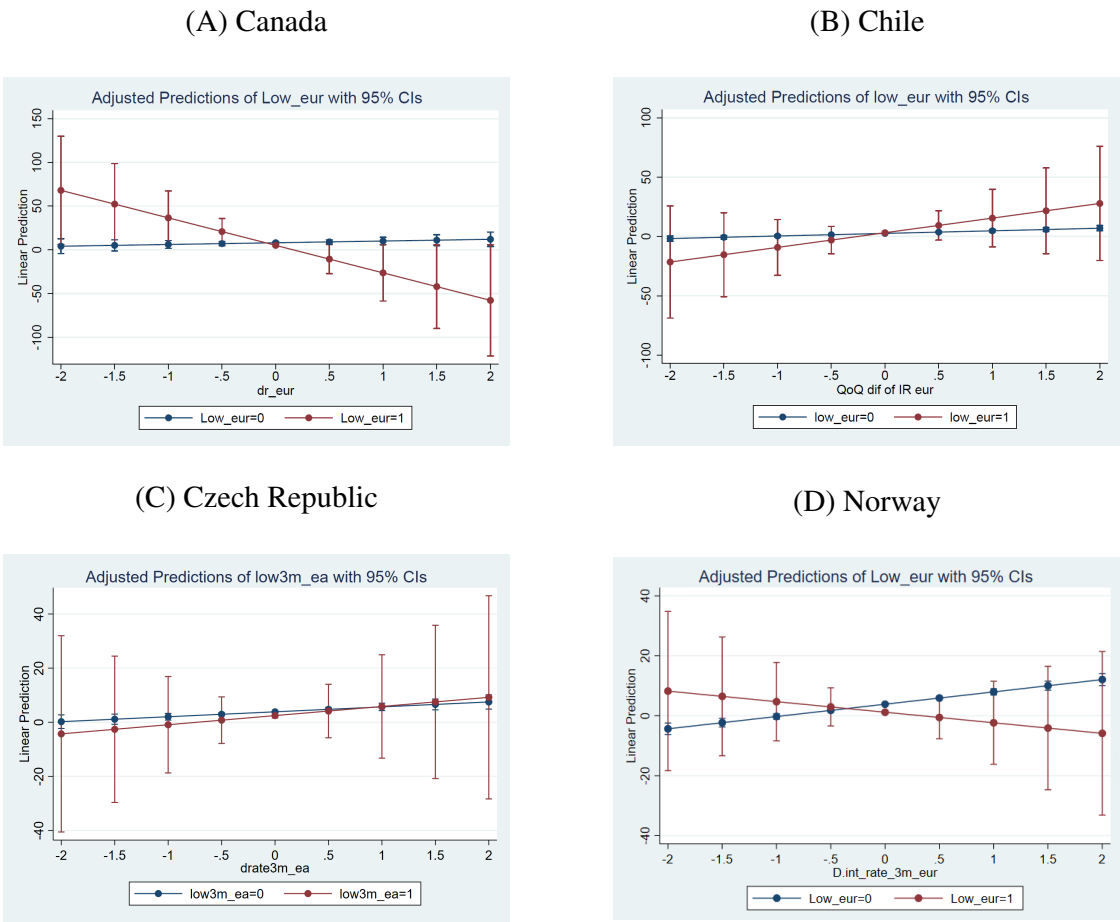 (A) Canada
Adjusted Predictions of Low_eur with 95% CIs
Linear Prediction
150
100
50
0
-50
-100
-2 -1.5 -1 -.5 0 .5 1 1.5 2
dr_eur
Low_eur=0 Low_eur=1
(B) Chile
Adjusted Predictions of low_eur with 95% CIs
Linear Prediction
100
50
0
-50
-100
-2 -1.5 -1 -.5 0 .5 1 1.5 2
QoQ dif of IR eur
low_eur=0 low_eur=1
(C) Czech Republic
Adjusted Predictions of low3m_ea with 95% CIs
Linear Prediction
40
20
0
-20
-40
-2 -1.5 -1 -.5 0 .5 1 1.5 2
drate3m_ea
low3m_ea=0 low3m_ea=1
(D) Norway
Adjusted Predictions of Low_eur with 95% CIs
Linear Prediction
40
20
0
-20
-40
-2 -1.5 -1 -.5 0 .5 1 1.5 2
D.int_rate_3m_eur
Low_eur=0 Low_eur=1